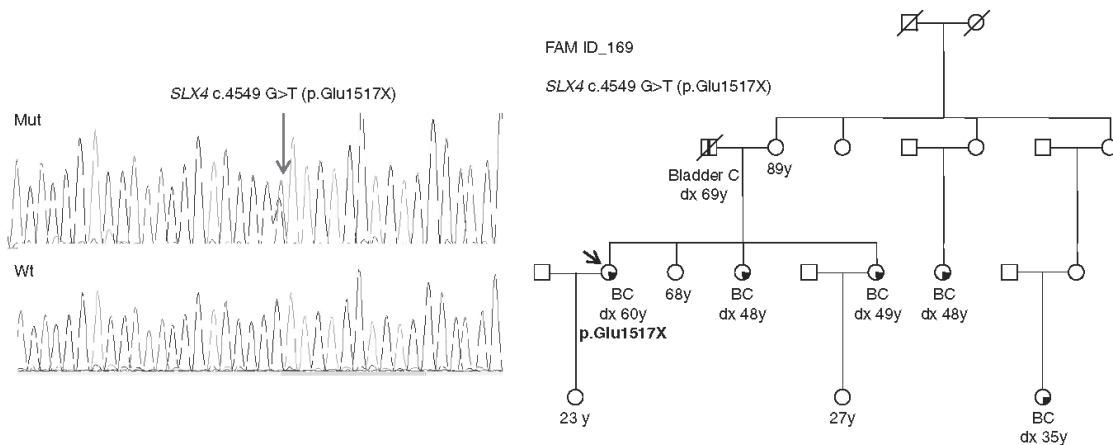 SLX4 c.4549 G>T (p.Glu1517X)
Mut
Wt
FAM ID_169
SLX4 c.4549 G>T (p.Glu1517X)
Bladder C
dx 69y
89y
BC
dx 60y
p.Glu1517X
68y
BC
dx 48y
BC
dx 49y
BC
dx 48y
23 y
27y
BC
dx 35y